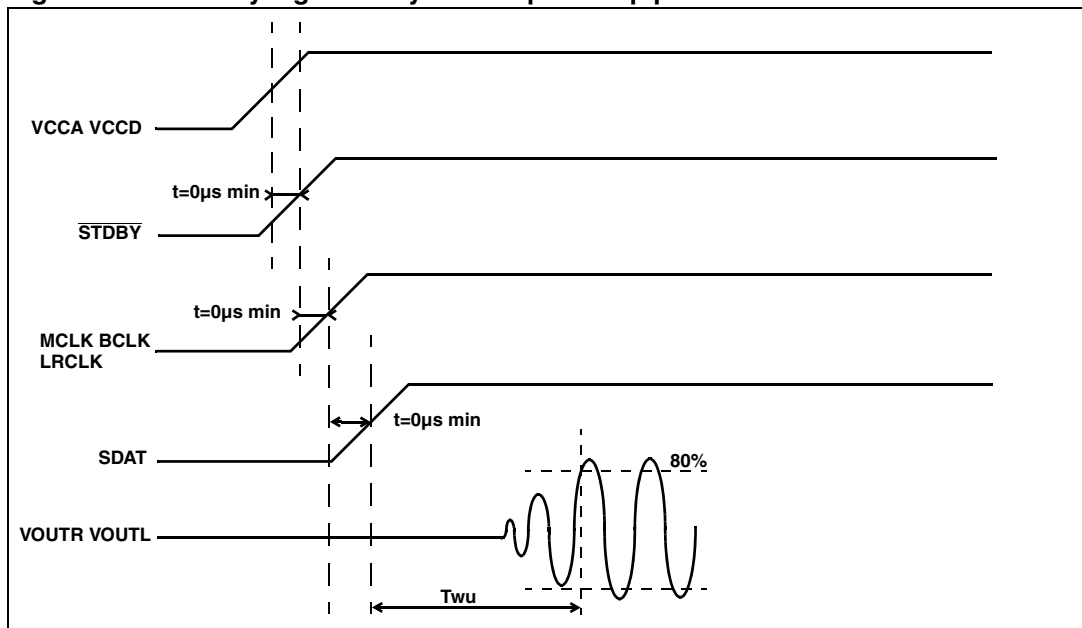 VCCA VCCD
t=0µs min
STDBY
t=0µs min
MCLK BCLK
LRCLK
t=0µs min
SDAT
80%
VOUTR VOUTL
Twu